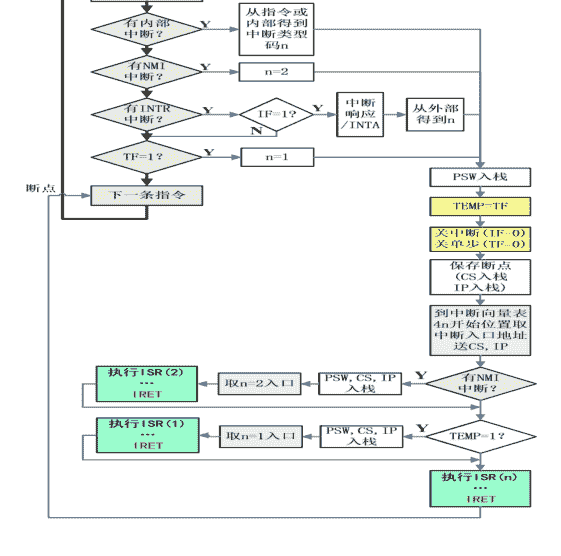 有内部
中断?
Y
从指令或
内部得到
中断类型
码n
有NMI
中断?
Y
n=2
有INTR
中断?
Y
IF=1?
Y
N
中断
响应
/INTA
从外部
得到n
TF=1?
Y
n=1
断点
下一条指令
PSW入栈
TEMP=TF
关中断(IF=0)
关单步(TF=0)
保存断点
(CS入栈
IP入栈)
到中断向量表
4n开始位置取
中断入口地址
送CS,IP
有NMI
中断?
Y
PSW,CS,IP
入栈
取n=2入口
执行ISR(2)
...
IRET
TEMP=1?
Y
PSW,CS,IP
入栈
取n=1入口
执行ISR(1)
...
IRET
执行ISR(n)
...
IRET